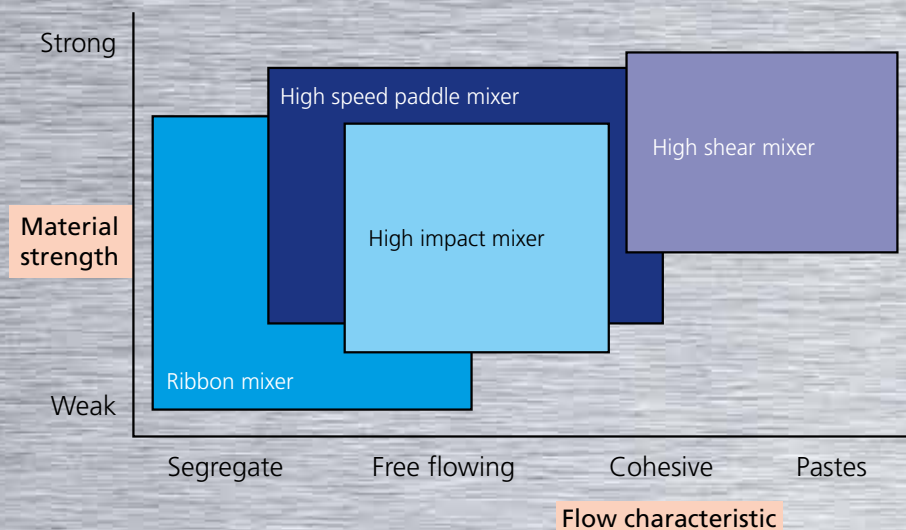 Strong
High speed paddle mixer
High shear mixer
Material
strength
High impact mixer
Ribbon mixer
Weak
Segregate
Free flowing
Cohesive
Pastes
Flow characteristic